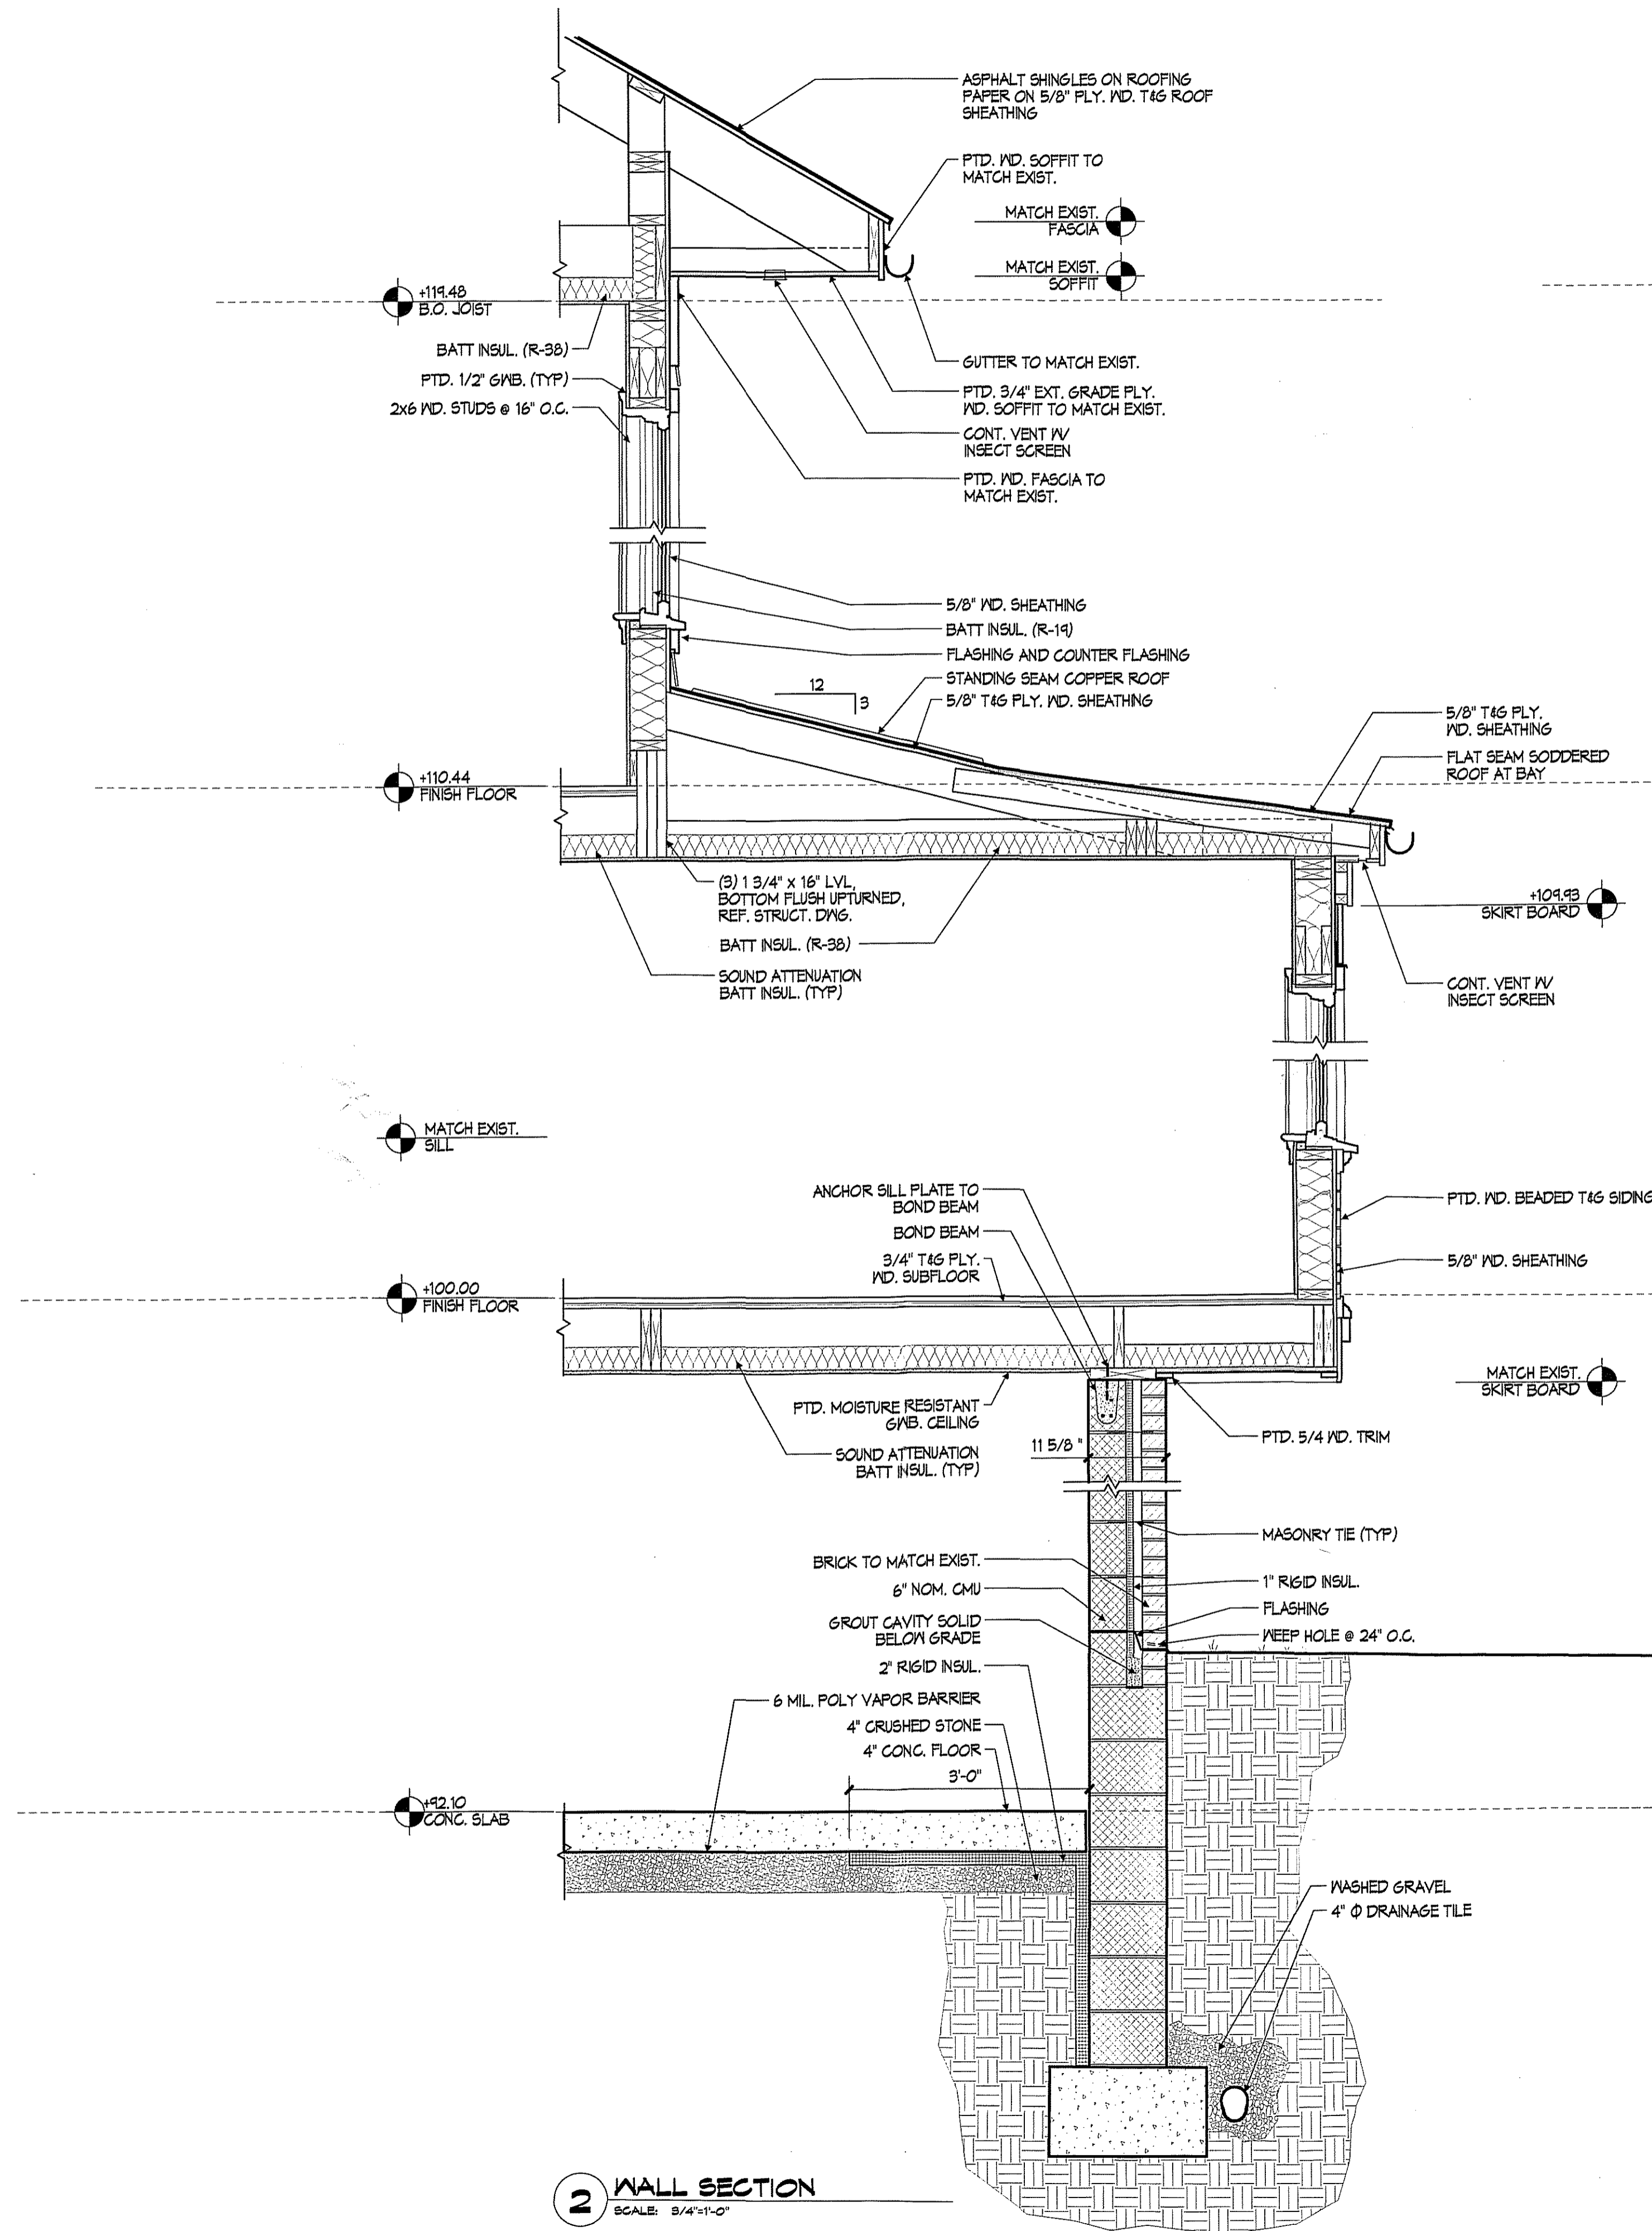 ASPHALT SHINGLES ON ROOFING
PAPER ON 5/8" PLY. WD. T&G ROOF
SHEATHING
PTD. WD. SOFFIT TO
MATCH EXIST.
MATCH EXIST.
FASCIA
MATCH EXIST.
SOFFIT
+119.48
B.O. JOIST
BATT INSUL. (R-38)
PTD. 1/2" GWB. (TYP)
2x6 WD. STUDS @ 16" O.C.
GUTTER TO MATCH EXIST.
PTD. 3/4" EXT. GRADE PLY.
WD. SOFFIT TO MATCH EXIST.
CONT. VENT W/
INSECT SCREEN
PTD. WD. FASCIA TO
MATCH EXIST.
5/8" WD. SHEATHING
BATT INSUL. (R-19)
FLASHING AND COUNTER FLASHING
STANDING SEAM COPPER ROOF
5/8" T&G PLY. WD. SHEATHING
12
3
5/8" T&G PLY.
WD. SHEATHING
FLAT SEAM SODDERED
ROOF AT BAY
+110.44
FINISH FLOOR
(3) 1 3/4" x 16" LVL,
BOTTOM FLUSH UPTURNED,
REF. STRUCT. DWG.
BATT INSUL. (R-38)
SOUND ATTENUATION
BATT INSUL. (TYP)
+109.93
SKIRT BOARD
CONT. VENT W/
INSECT SCREEN
MATCH EXIST.
SILL
ANCHOR SILL PLATE TO
BOND BEAM
BOND BEAM
3/4" T&G PLY.
WD. SUBFLOOR
PTD. WD. BEADED T&G SIDING
5/8" WD. SHEATHING
+100.00
FINISH FLOOR
MATCH EXIST.
SKIRT BOARD
PTD. MOISTURE RESISTANT
GWB. CEILING
SOUND ATTENUATION
BATT INSUL. (TYP)
11 5/8 "
PTD. 5/4 WD. TRIM
MASONRY TIE (TYP)
BRICK TO MATCH EXIST.
6" NOM. CMU
GROUT CAVITY SOLID
BELOW GRADE
2" RIGID INSUL.
6 MIL. POLY VAPOR BARRIER
4" CRUSHED STONE
4" CONC. FLOOR
3'-0"
1" RIGID INSUL.
FLASHING
WEEP HOLE @ 24" O.C.
+92.10
CONC. SLAB
WASHED GRAVEL
4" Φ DRAINAGE TILE
2
WALL SECTION
SCALE: 3/4"=1'-0"